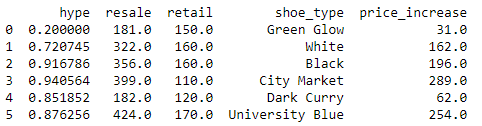 hype resale retail shoe_type price_increase
0 0.200000 181.0 150.0 Green Glow 31.0
1 0.720745 322.0 160.0 White 162.0
2 0.916786 356.0 160.0 Black 196.0
3 0.940564 399.0 110.0 City Market 289.0
4 0.851852 182.0 120.0 Dark Curry 62.0
5 0.876256 424.0 170.0 University Blue 254.0